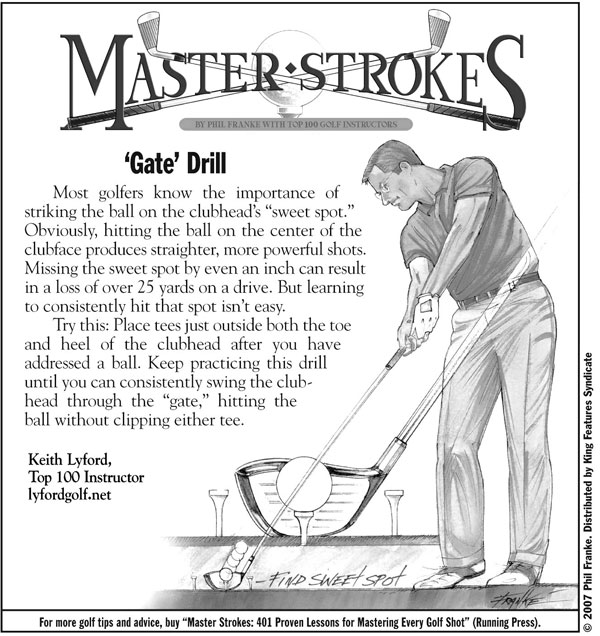 MASTER·STROKES
BY PHIL FRANKE WITH TOP 100 GOLF INSTRUCTORS
‘Gate’ Drill
Most golfers know the importance of
striking the ball on the clubhead’s “sweet spot.”
Obviously, hitting the ball on the center of the
clubface produces straighter, more powerful shots.
Missing the sweet spot by even an inch can result
in a loss of over 25 yards on a drive. But learning
to consistently hit that spot isn’t easy.
Try this: Place tees just outside both the toe
and heel of the clubhead after you have
addressed a ball. Keep practicing this drill
until you can consistently swing the club-
head through the “gate,” hitting the
ball without clipping either tee.
Keith Lyford,
Top 100 Instructor
lyfordgolf.net
–FIND SWEET SPOT
FRANKE
For more golf tips and advice, buy “Master Strokes: 401 Proven Lessons for Mastering Every Golf Shot” (Running Press).
© 2007 Phil Franke. Distributed by King Features Syndicate